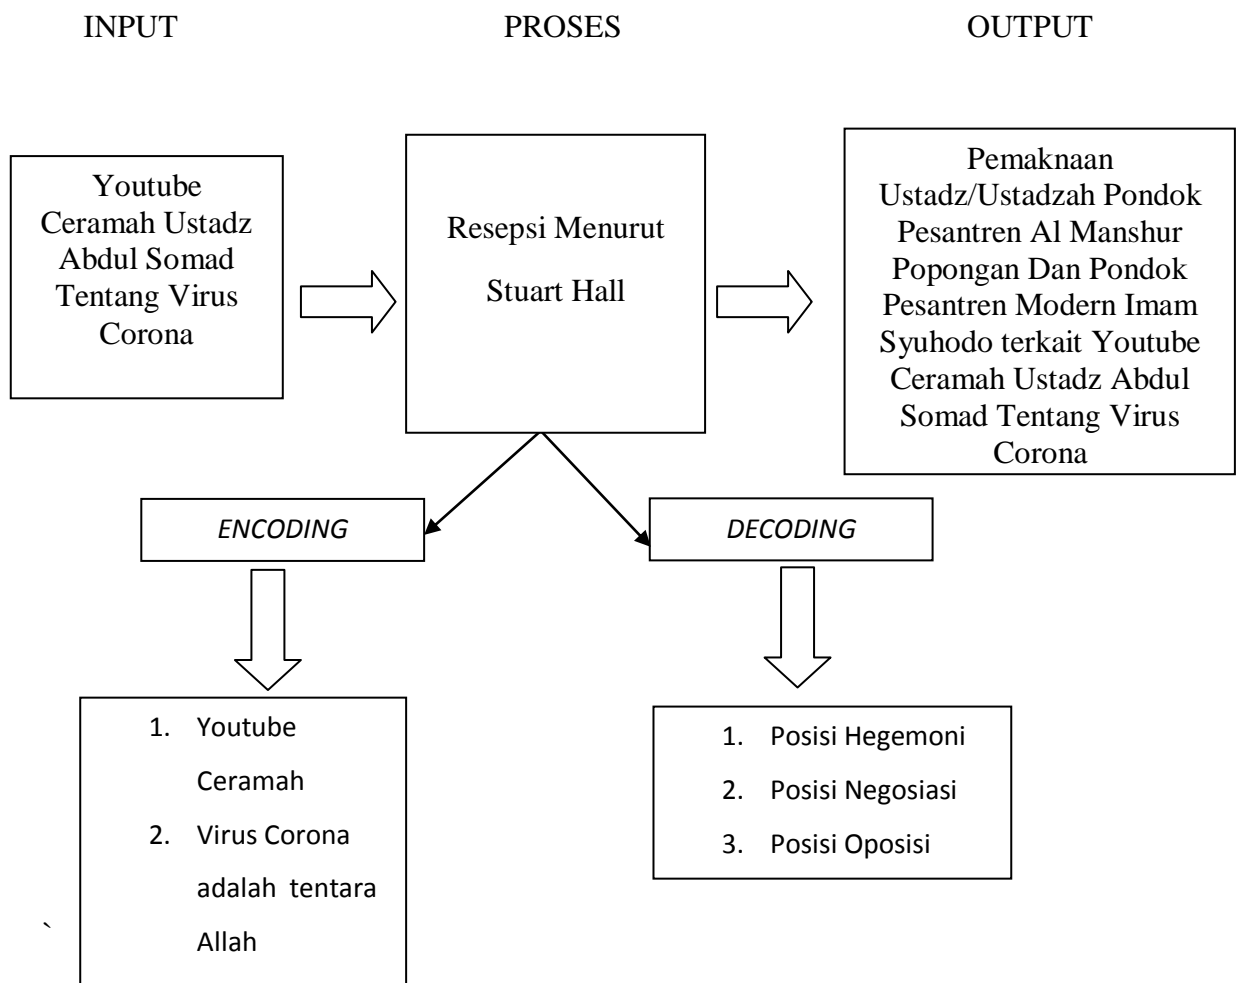 INPUT
PROSES
OUTPUT
Youtube
Ceramah Ustadz
Abdul Somad
Tentang Virus
Corona
Resepsi Menurut
Stuart Hall
Pemaknaan
Ustadz/Ustadzah Pondok
Pesantren Al Manshur
Popongan Dan Pondok
Pesantren Modern Imam
Syuhodo terkait Youtube
Ceramah Ustadz Abdul
Somad Tentang Virus
Corona
ENCODING
DECODING
1. Youtube
Ceramah
2. Virus Corona
adalah tentara
Allah
1. Posisi Hegemoni
2. Posisi Negosiasi
3. Posisi Oposisi
`